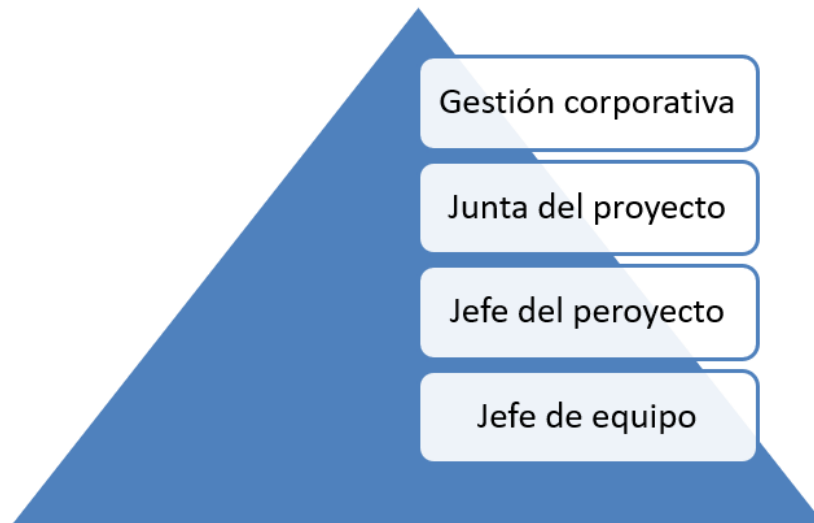 Gestión corporativa
Junta del proyecto
Jefe del peroyecto
Jefe de equipo